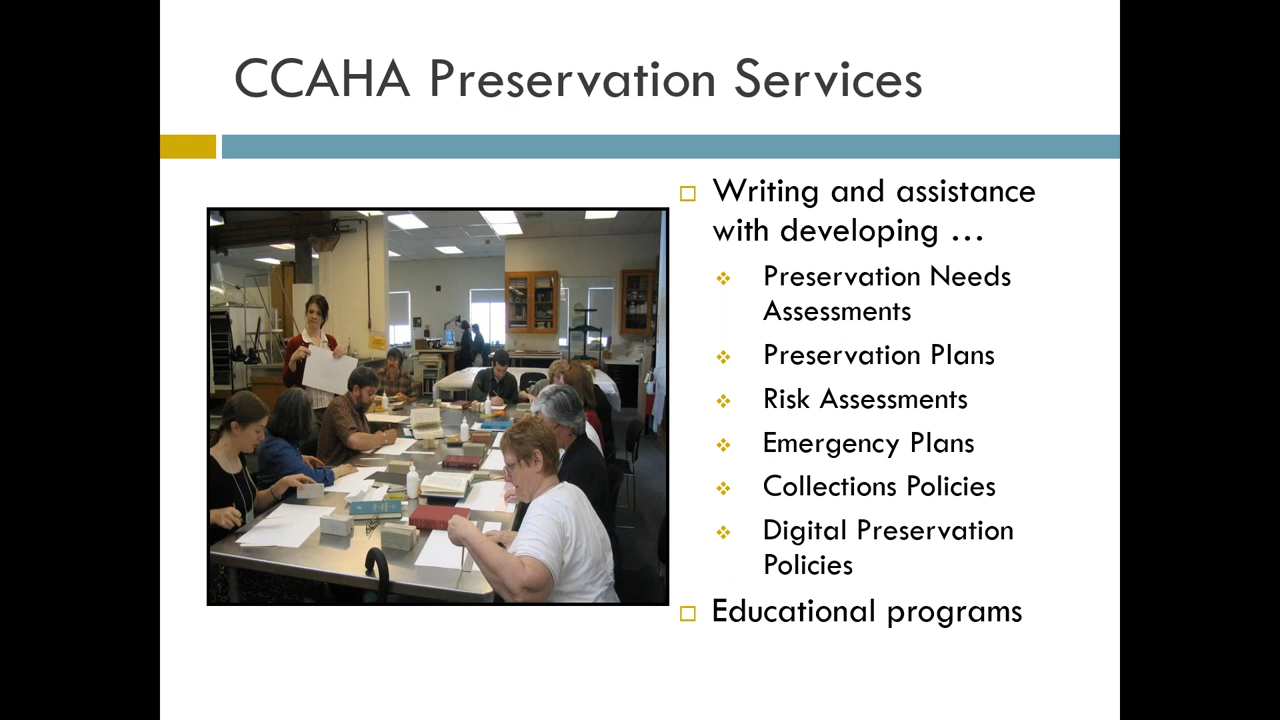 CCAHA Preservation Services
Writing and assistance
with developing …
Preservation Needs
Assessments
Preservation Plans
Risk Assessments
Emergency Plans
Collections Policies
Digital Preservation
Policies
Educational programs